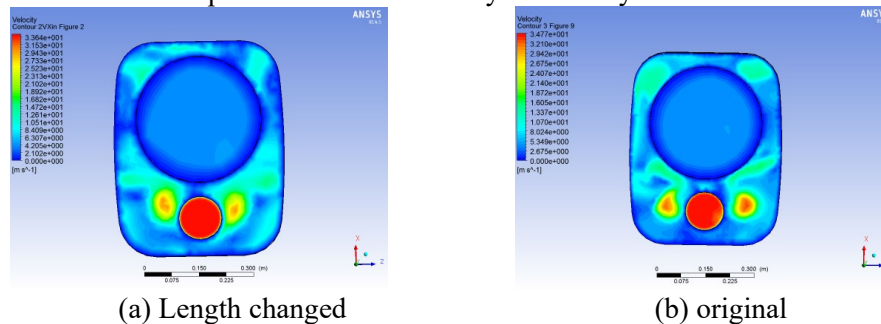 Velocity
Contour 2VXin Figure 2
3.364e+001
3.153e+001
2.943e+001
2.733e+001
2.523e+001
2.313e+001
2.102e+001
1.892e+001
1.682e+001
1.472e+001
1.261e+001
1.051e+001
8.409e+000
6.307e+000
4.205e+000
2.102e+000
0.000e+000
[m s^-1]
ANSYS
X
Z
0 0.150 0.300 (m)
0.075 0.225
(a) Length changed
Velocity
Contour 3 Figure 9
3.477e+001
3.210e+001
2.942e+001
2.675e+001
2.407e+001
2.140e+001
1.872e+001
1.605e+001
1.337e+001
1.070e+001
8.024e+000
5.349e+000
2.675e+000
0.000e+000
[m s^-1]
ANSYS
X
Z
0 0.150 0.300 (m)
0.075 0.225
(b) original